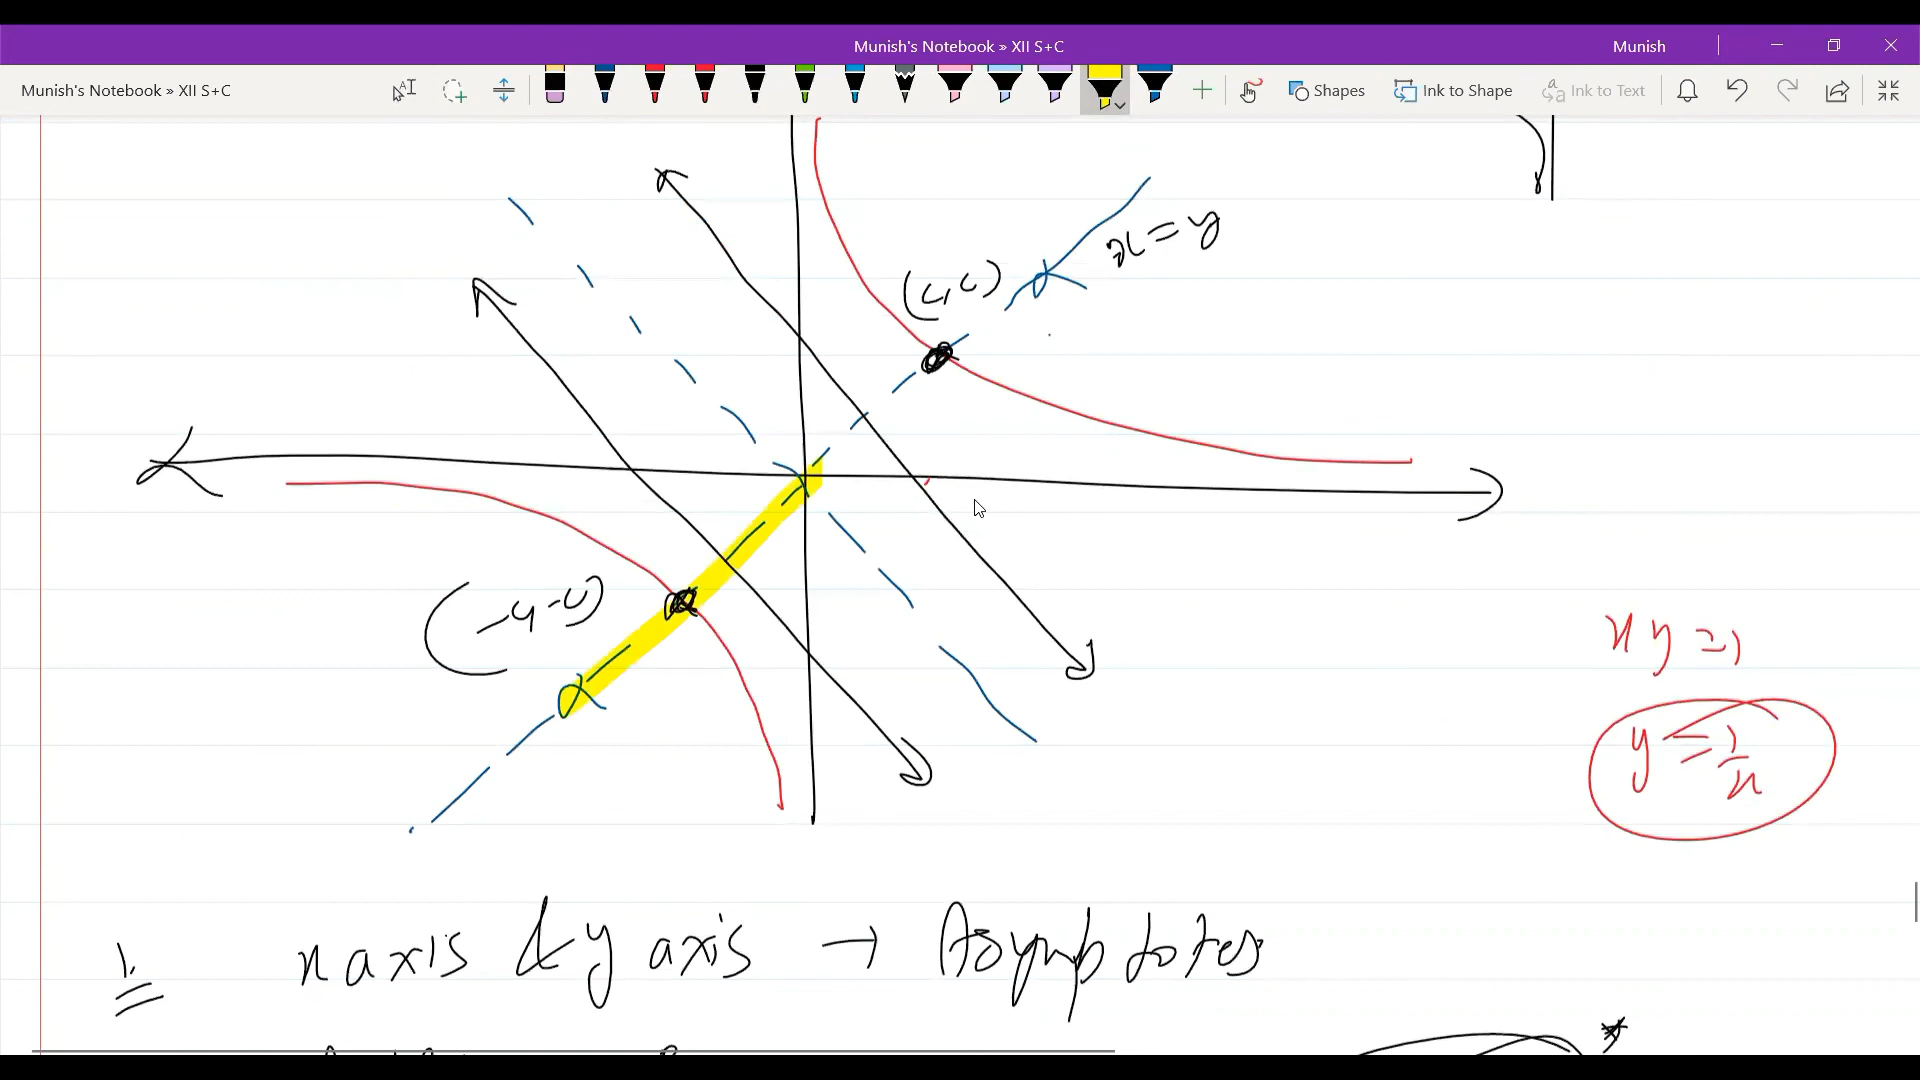 Munish's Notebook » XII S+C
Munish
Munish's Notebook » XII S+C
Shapes
Ink to Shape
Ink to Text
x = y
(c, c)
(-c, -c)
xy = 1
y = 1/x
1.
x axis & y axis → Asymptotes